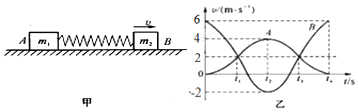 v
A m₁ m₂ B
甲
v/(m·s⁻¹)
6
4
2
0
-2
A
B
t₁ t₂ t₃ t₄ t/s
乙